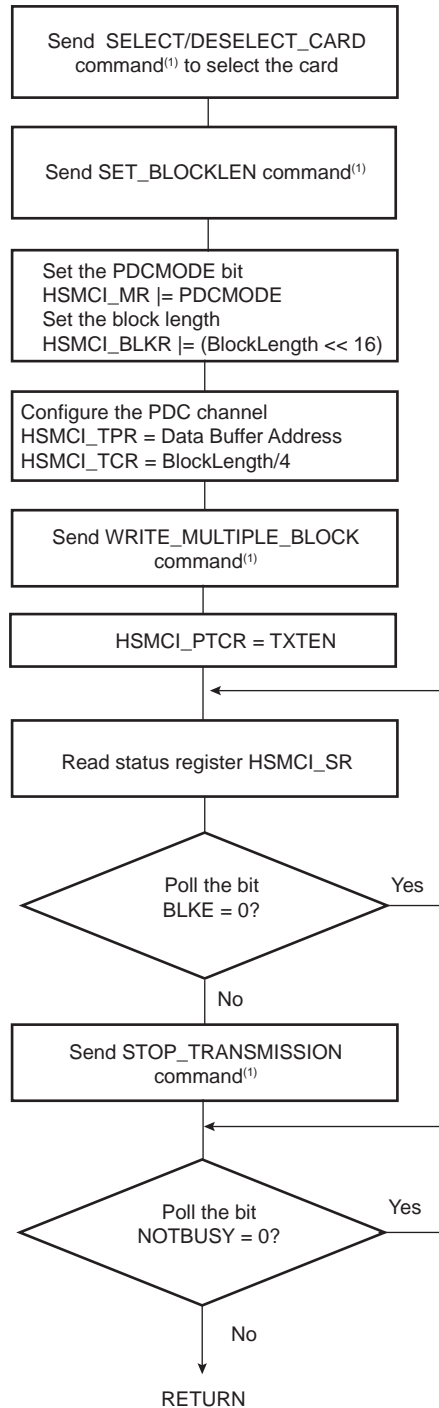 Send SELECT/DESELECT_CARD
command(1) to select the card
Send SET_BLOCKLEN command(1)
Set the PDCMODE bit
HSMCI_MR |= PDCMODE
Set the block length
HSMCI_BLKR |= (BlockLength << 16)
Configure the PDC channel
HSMCI_TPR = Data Buffer Address
HSMCI_TCR = BlockLength/4
Send WRITE_MULTIPLE_BLOCK
command(1)
HSMCI_PTCR = TXTEN
Read status register HSMCI_SR
Poll the bit
BLKE = 0?
Yes
No
Send STOP_TRANSMISSION
command(1)
Poll the bit
NOTBUSY = 0?
Yes
No
RETURN